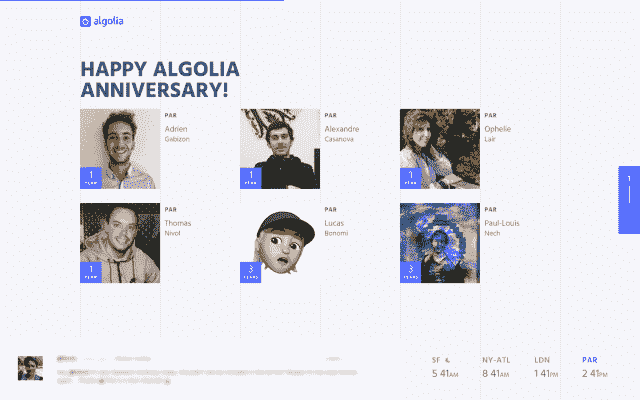 algolia
HAPPY ALGOLIA
ANNIVERSARY!
PAR
Adrien
Gabizon
1
PAR
Alexandre
Casanova
1
PAR
Ophelie
Lair
1
PAR
Thomas
Nivol
1
PAR
Lucas
Bonomi
3
PAR
Paul-Louis
Nech
3
1
SF
5 41AM
NY-ATL
8 41AM
LDN
1 41PM
PAR
2 41PM